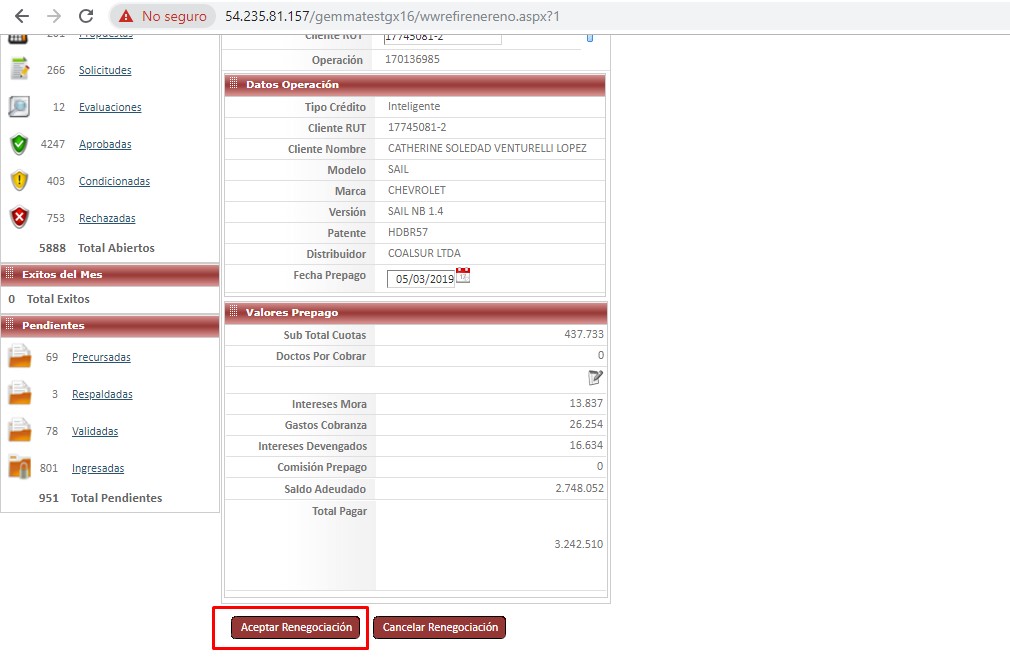 No seguro
54.235.81.157/gemmatestgx16/wwrefirenereno.aspx?1
261 Propuestas
266 Solicitudes
12 Evaluaciones
4247 Aprobadas
403 Condicionadas
753 Rechazadas
5888 Total Abiertos
Exitos del Mes
0 Total Exitos
Pendientes
69 Precursadas
3 Respaldadas
78 Validadas
801 Ingresadas
951 Total Pendientes
Cliente RUT 17745081-2
Operación 170136985
Datos Operación
Tipo Crédito Inteligente
Cliente RUT 17745081-2
Cliente Nombre CATHERINE SOLEDAD VENTURELLI LOPEZ
Modelo SAIL
Marca CHEVROLET
Versión SAIL NB 1.4
Patente HDBR57
Distribuidor COALSUR LTDA
Fecha Prepago 05/03/2019
Valores Prepago
Sub Total Cuotas 437.733
Doctos Por Cobrar 0
Intereses Mora 13.837
Gastos Cobranza 26.254
Intereses Devengados 16.634
Comisión Prepago 0
Saldo Adeudado 2.748.052
Total Pagar
3.242.510
Aceptar Renegociación Cancelar Renegociación